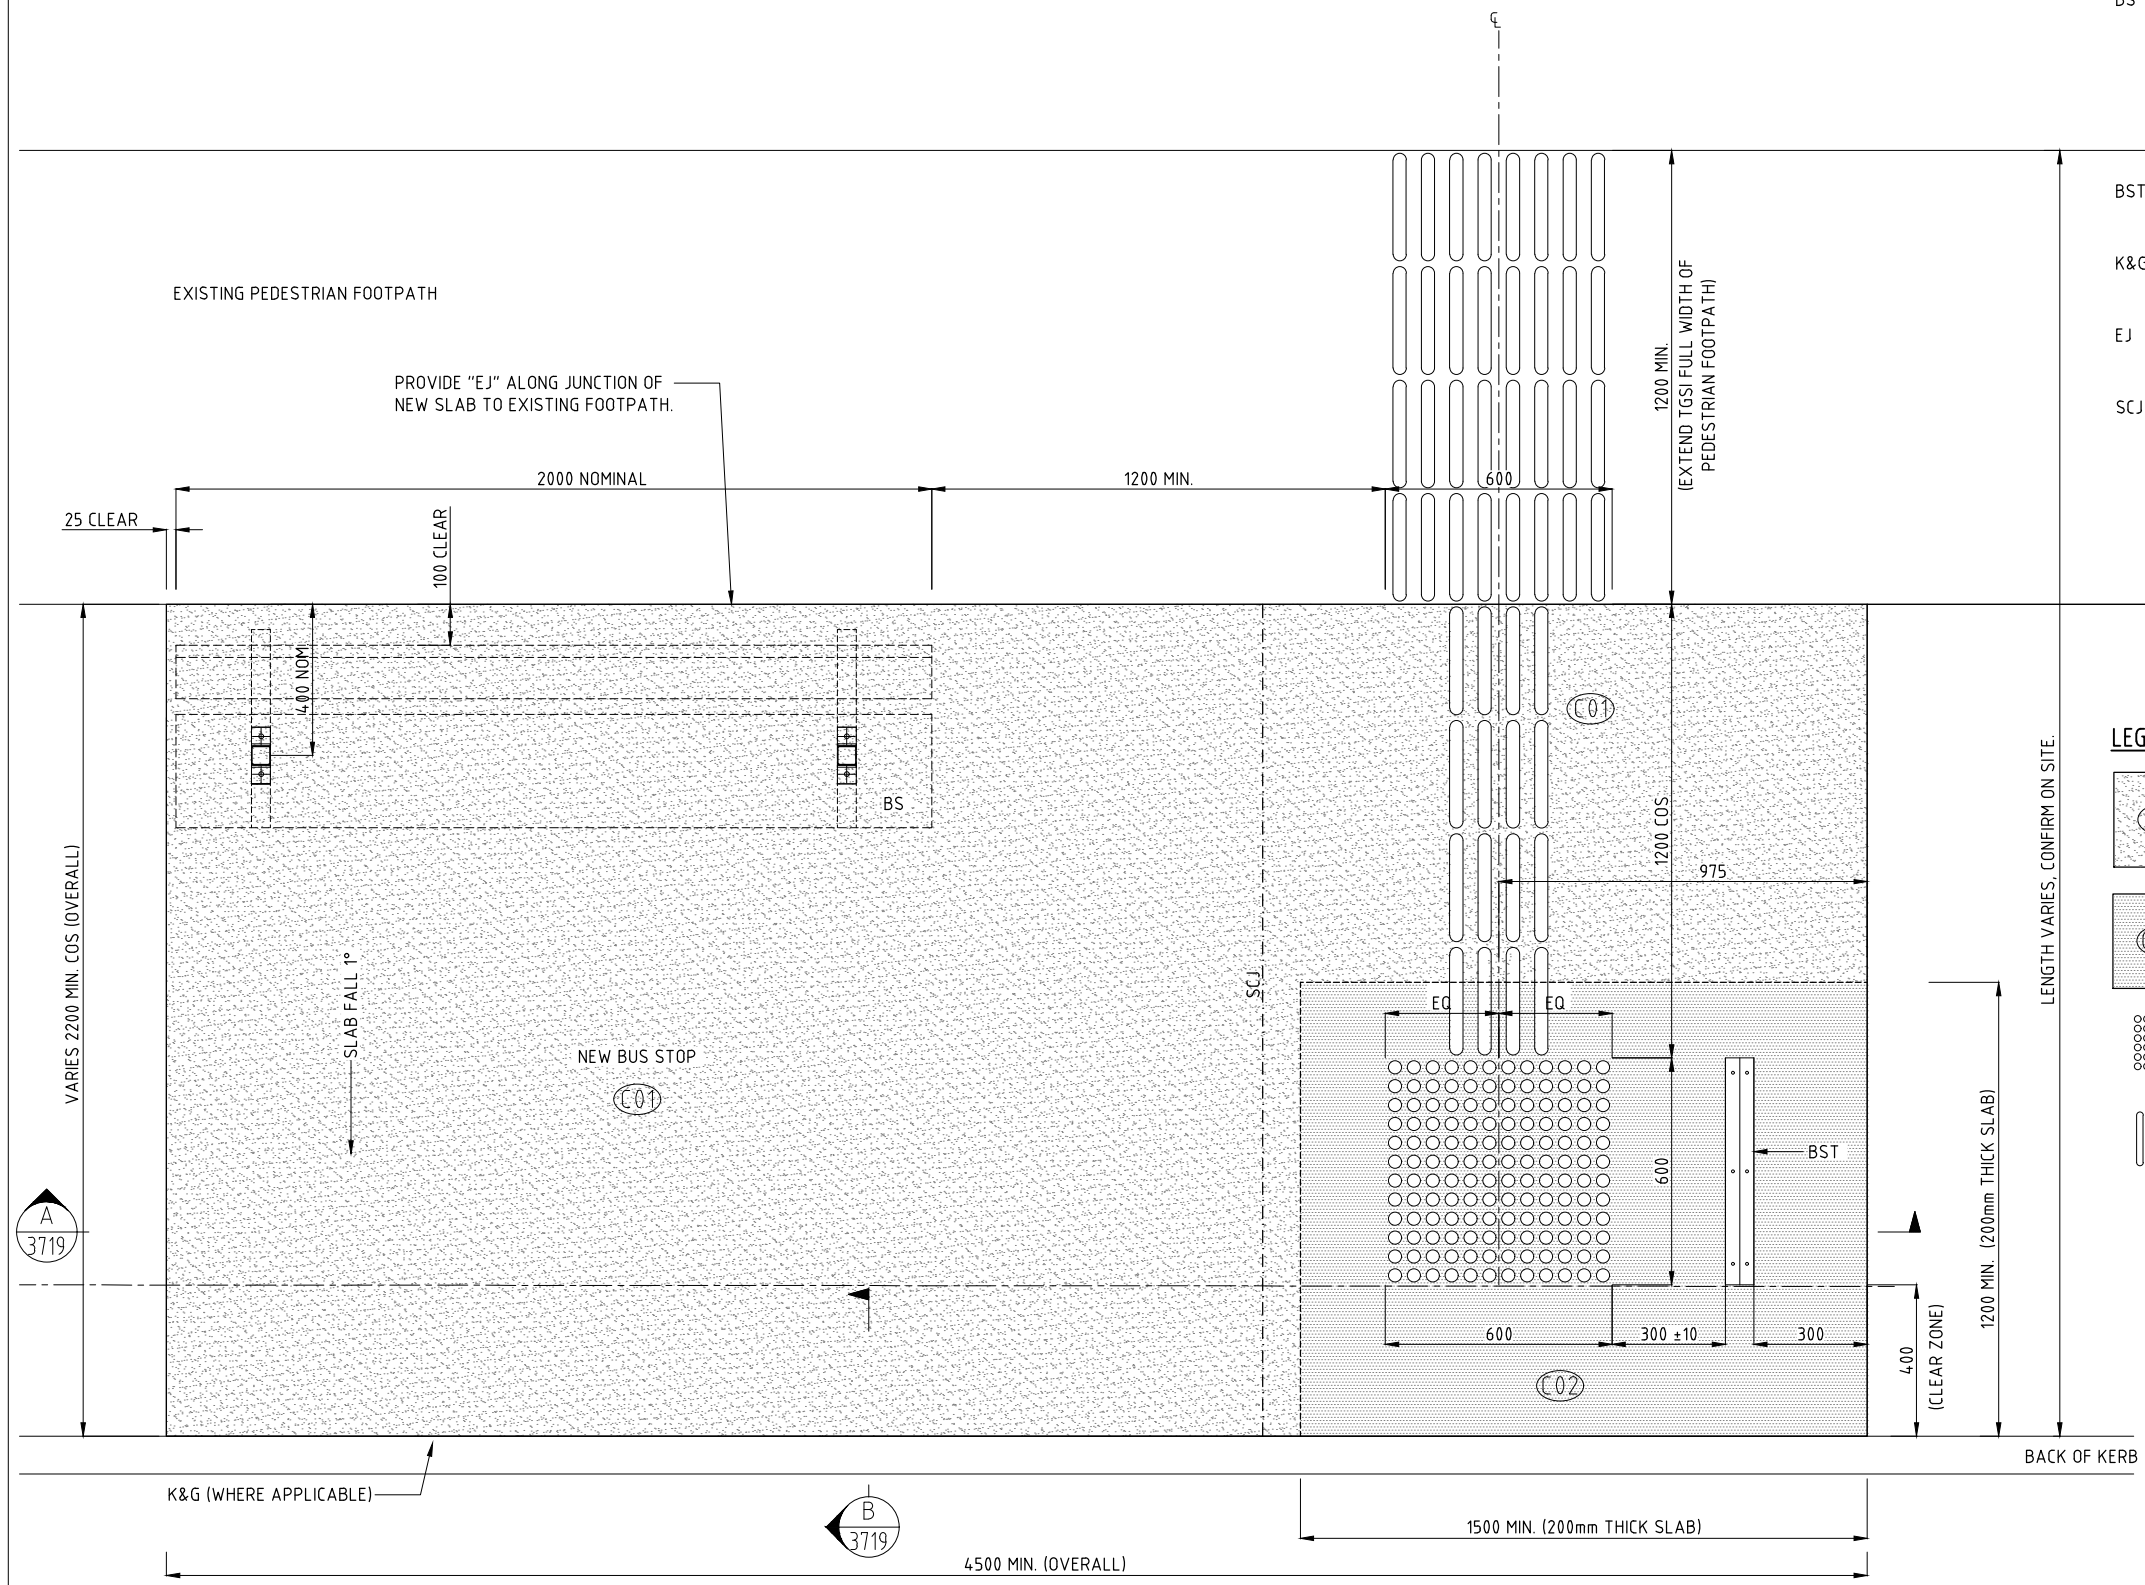 BS
℄
BST
EXISTING PEDESTRIAN FOOTPATH
K&G
EJ
PROVIDE "EJ" ALONG JUNCTION OF
NEW SLAB TO EXISTING FOOTPATH.
1200 MIN.
(EXTEND TGSI FULL WIDTH OF
PEDESTRIAN FOOTPATH)
SCJ
2000 NOMINAL
1200 MIN.
600
25 CLEAR
100 CLEAR
400 NOM.
C01
LEG
BS
1200 COS
975
VARIES 2200 MIN. COS (OVERALL)
LENGTH VARIES, CONFIRM ON SITE.
SLAB FALL 1°
SCJ
EQ
EQ
NEW BUS STOP
C01
600
BST
1200 MIN. (200mm THICK SLAB)
A
3719
600
300 ±10
300
400
(CLEAR ZONE)
C02
BACK OF KERB
K&G (WHERE APPLICABLE)
B
3719
1500 MIN. (200mm THICK SLAB)
4500 MIN. (OVERALL)